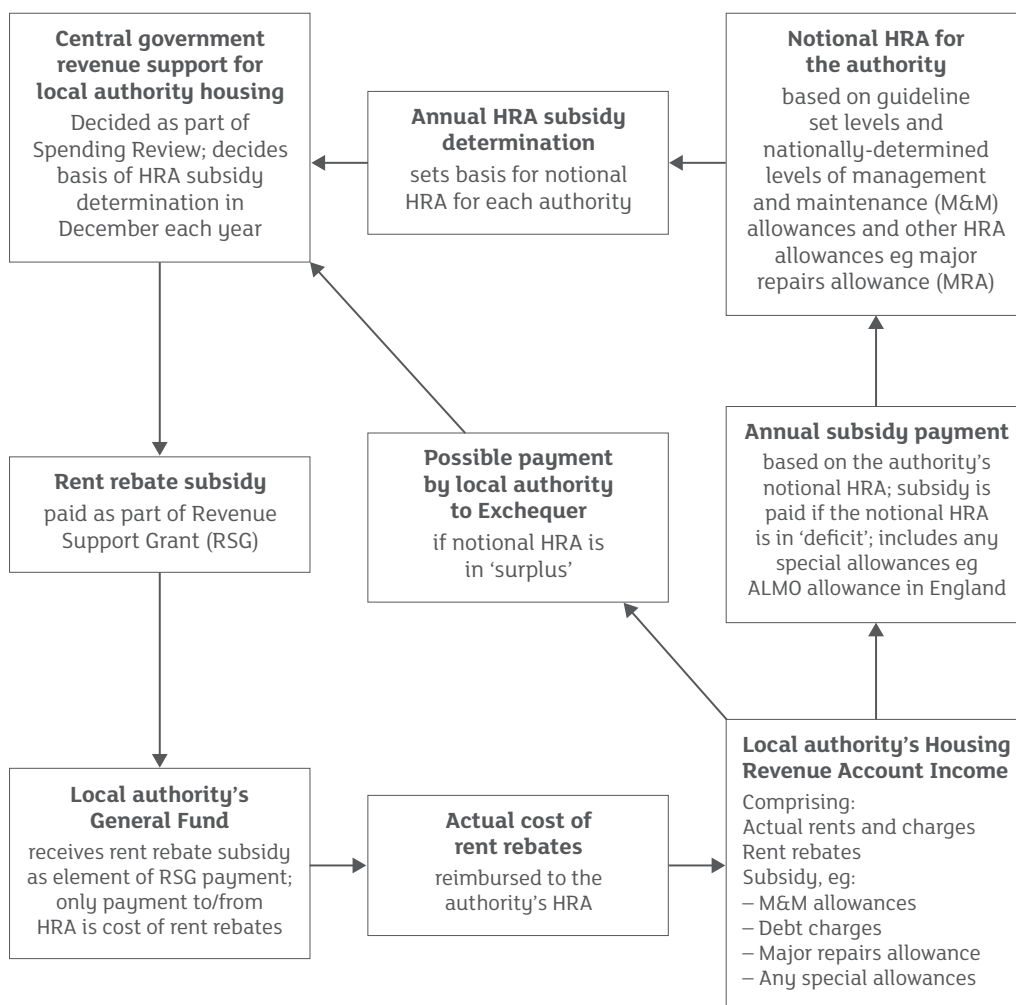 Central government
revenue support for
local authority housing
Decided as part of
Spending Review; decides
basis of HRA subsidy
determination in
December each year
Annual HRA subsidy
determination
sets basis for notional
HRA for each authority
Notional HRA for
the authority
based on guideline
set levels and
nationally-determined
levels of management
and maintenance (M&M)
allowances and other HRA
allowances eg major
repairs allowance (MRA)
Rent rebate subsidy
paid as part of Revenue
Support Grant (RSG)
Possible payment
by local authority
to Exchequer
if notional HRA is
in ‘surplus’
Annual subsidy payment
based on the authority’s
notional HRA; subsidy is
paid if the notional HRA
is in ‘deficit’; includes any
special allowances eg
ALMO allowance in England
Local authority’s
General Fund
receives rent rebate subsidy
as element of RSG payment;
only payment to/from
HRA is cost of rent rebates
Actual cost of
rent rebates
reimbursed to the
authority’s HRA
Local authority’s Housing
Revenue Account Income
Comprising:
Actual rents and charges
Rent rebates
Subsidy, eg:
– M&M allowances
– Debt charges
– Major repairs allowance
– Any special allowances